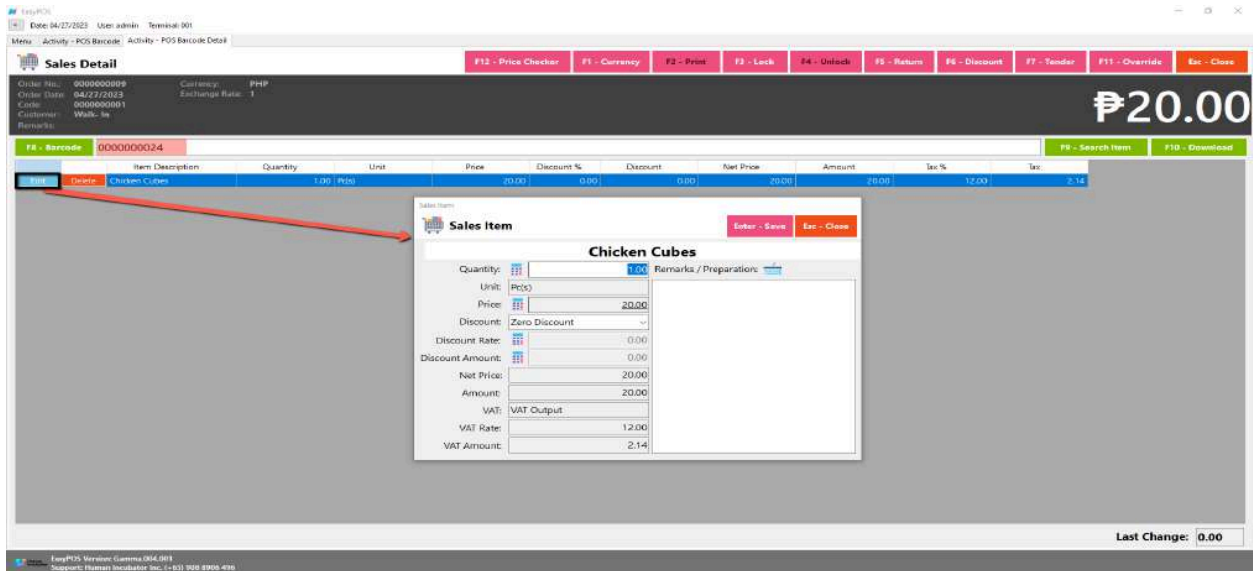 EasyPOS
Date: 04/27/2023 User: admin Terminal: 001
Menu Activity - POS Barcode Activity - POS Barcode Detail
Sales Detail F12 - Price Checker F1 - Currency F2 - Print F3 - Lock F4 - Unlock F5 - Return F6 - Discount F7 - Tender F11 - Override Esc - Close
Order No.: 0000000009 Currency: PHP
Order Date: 04/27/2023 Exchange Rate: 1
Code: 0000000001
Customer: Walk- In
Remarks:
₱20.00
F8 - Barcode 0000000024 F9 - Search Item F10 - Download
Item Description Quantity Unit Price Discount % Discount Net Price Amount Tax % Tax
Edit Delete Chicken Cubes 1.00 Pc(s) 20.00 0.00 0.00 20.00 20.00 12.00 2.14
Sales Item
Sales Item Enter - Save Esc - Close
Chicken Cubes
Quantity: 1.00 Remarks / Preparation:
Unit: Pc(s)
Price: 20.00
Discount: Zero Discount
Discount Rate: 0.00
Discount Amount: 0.00
Net Price: 20.00
Amount: 20.00
VAT: VAT Output
VAT Rate: 12.00
VAT Amount: 2.14
Last Change: 0.00
EasyPOS Version: Gamma.004.001
Support: Human Incubator Inc. (+63) 908 8906 496